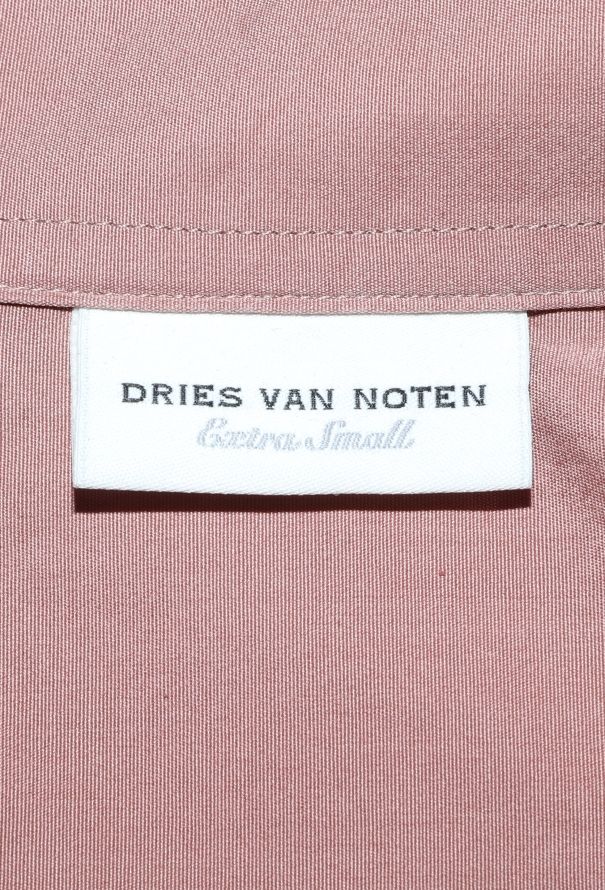 DRIES VAN NOTEN
Extra Small